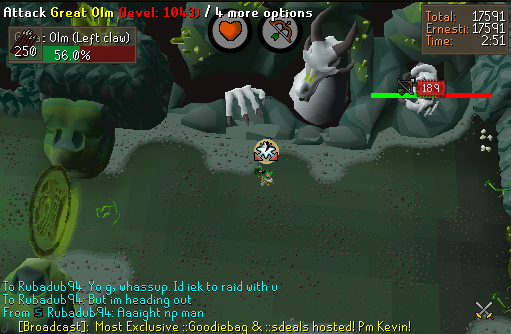 Attack Great Olm (level: 1043) / 4 more options
: Olm (Left claw)
250
56.0%
Total: 17591
Ernesti: 17591
Time: 2:51
189
To Rubadub94: Yo g, whassup. Id iek to raid with u
To Rubadub94: But im heading out
From S Rubadub94: Aaaight np man
[Broadcast]: Most Exclusive ::Goodiebag & ::sdeals hosted! Pm Kevin!